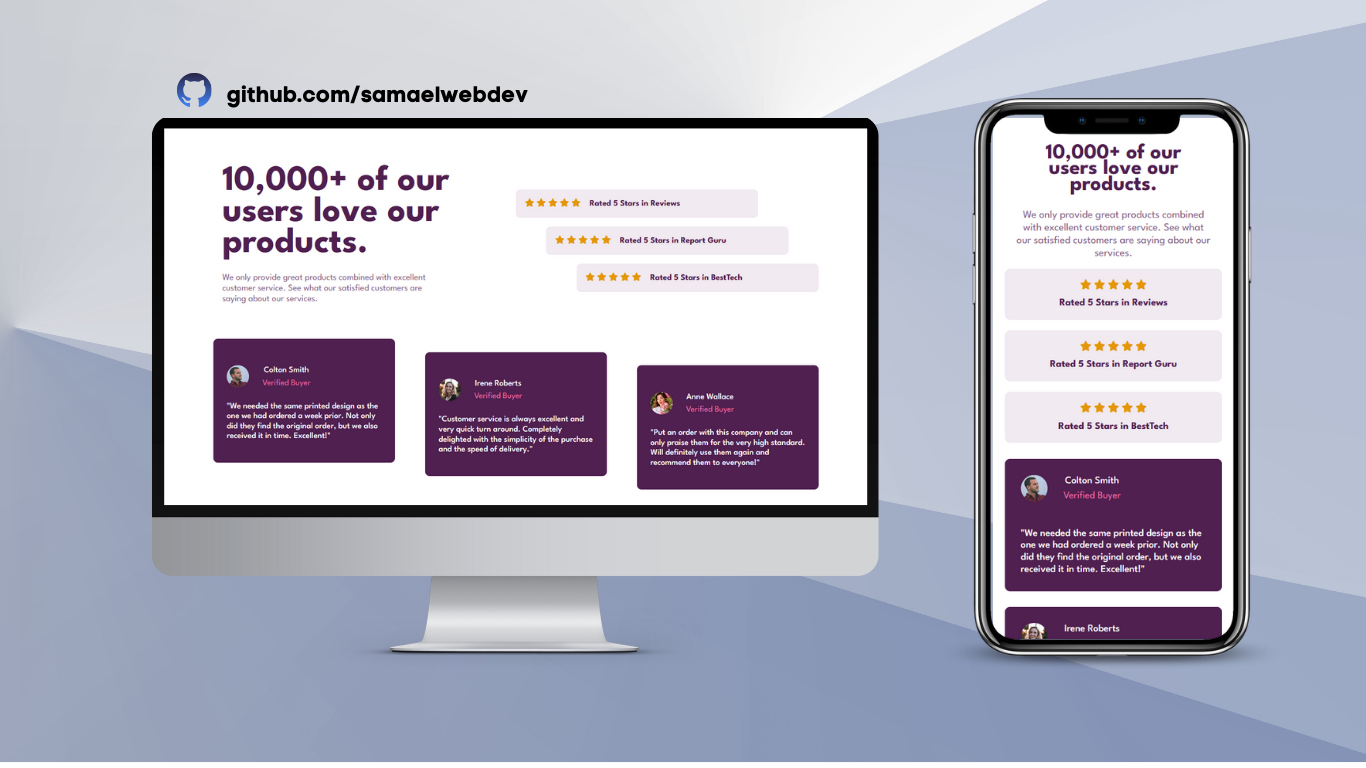 github.com/samaelwebdev
10,000+ of our
users love our
products.
We only provide great products combined with excellent
customer service. See what our satisfied customers are
saying about our services.
Rated 5 Stars in Reviews
Rated 5 Stars in Report Guru
Rated 5 Stars in BestTech
Colton Smith
Verified Buyer
"We needed the same printed design as the
one we had ordered a week prior. Not only
did they find the original order, but we also
received it in time. Excellent!"
Irene Roberts
Verified Buyer
"Customer service is always excellent and
very quick turn around. Completely
delighted with the simplicity of the purchase
and the speed of delivery."
Anne Wallace
Verified Buyer
"Put an order with this company and can
only praise them for the very high standard.
Will definitely use them again and
recommend them to everyone!"
10,000+ of our
users love our
products.
We only provide great products combined
with excellent customer service. See what
our satisfied customers are saying about our
services.
Rated 5 Stars in Reviews
Rated 5 Stars in Report Guru
Rated 5 Stars in BestTech
Colton Smith
Verified Buyer
"We needed the same printed design as the
one we had ordered a week prior. Not only
did they find the original order, but we also
received it in time. Excellent!"
Irene Roberts